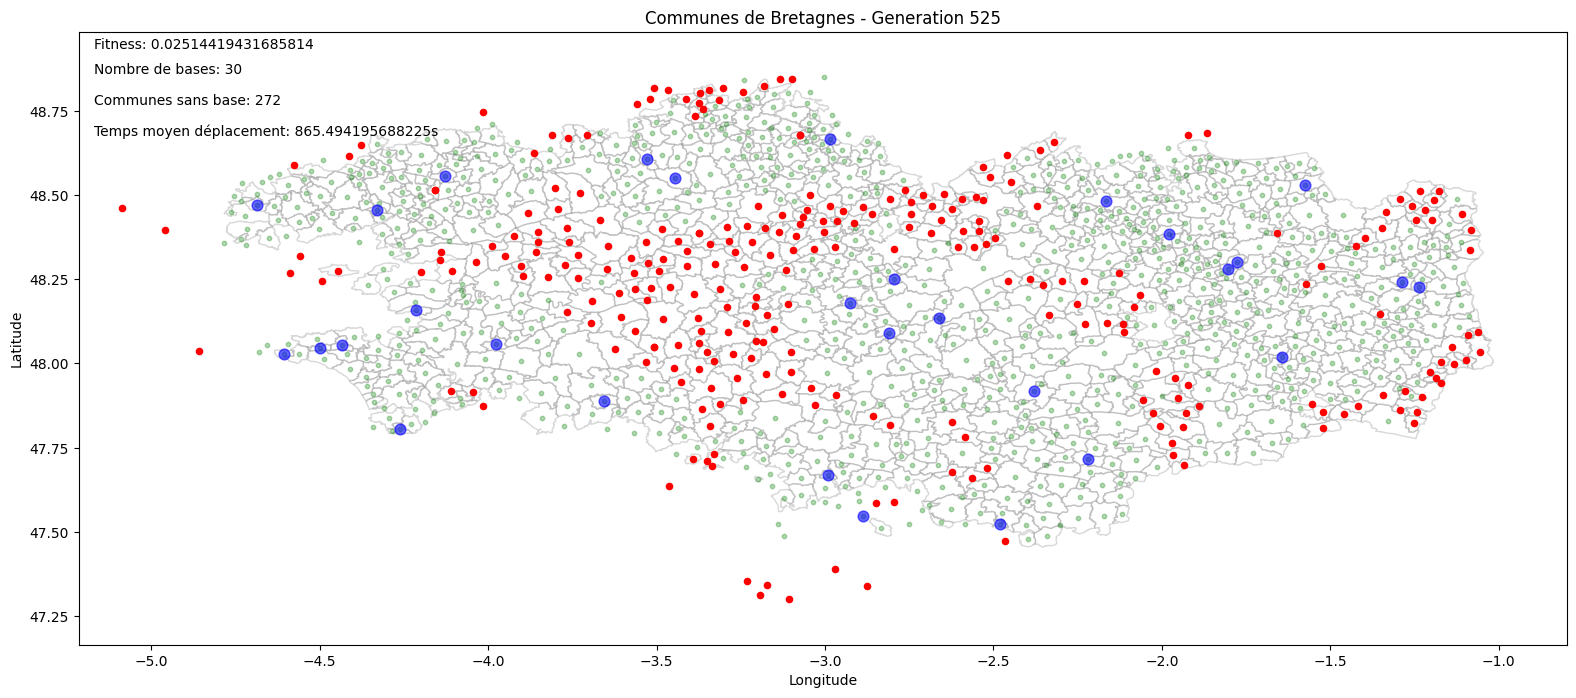 Communes de Bretagnes - Generation 525
Fitness: 0.02514419431685814
Nombre de bases: 30
Communes sans base: 272
Temps moyen déplacement: 865.494195688225s
Latitude
48.75
48.50
48.25
48.00
47.75
47.50
47.25
−5.0 −4.5 −4.0 −3.5 −3.0 −2.5 −2.0 −1.5 −1.0
Longitude